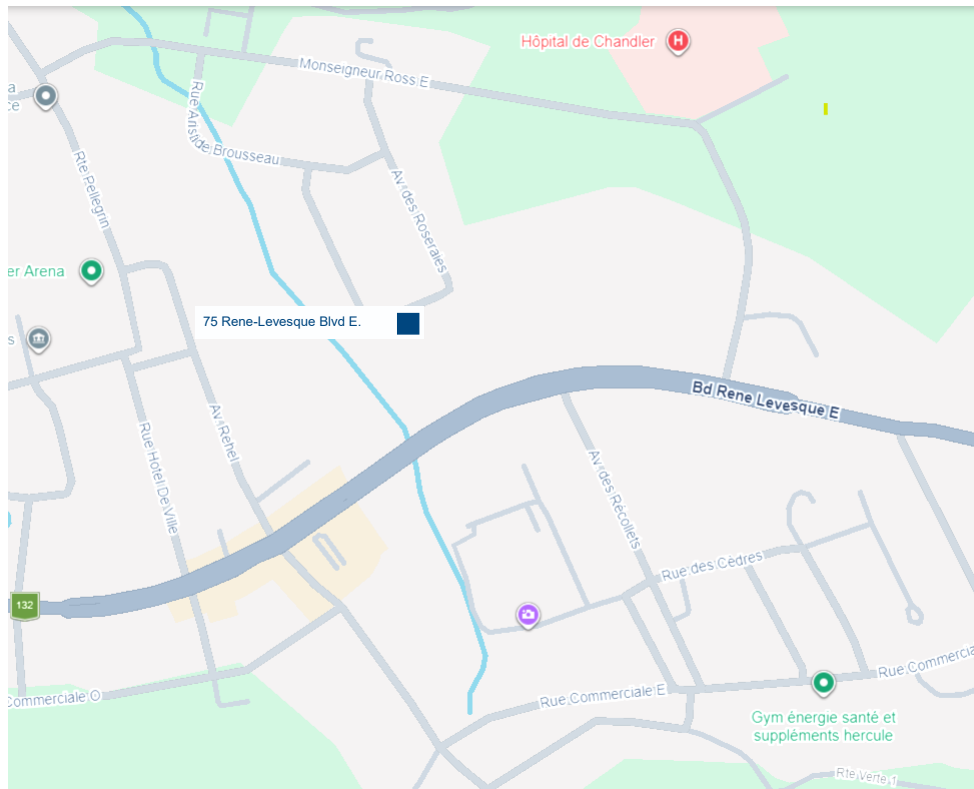 Hôpital de Chandler
H
Monseigneur Ross E
a
ce
Rue Aristide Brousseau
Rte Pellegrin
Av. des Roseraies
er Arena
75 Rene-Levesque Blvd E.
s
Bd Rene Levesque E
Av. Rehel
Rue Hotel De Ville
Av. des Récollets
Rue des Cèdres
132
Commerciale O
Rue Commerciale E
Rue Commercia
Gym énergie santé et
suppléments hercule
Rte Verte 1